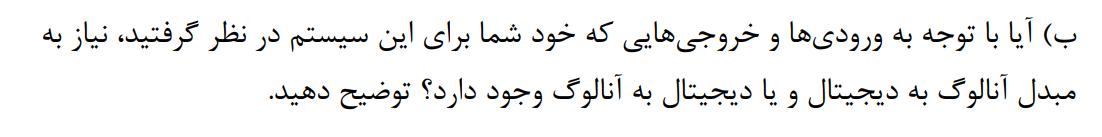 ب) آیا با توجه به ورودی‌ها و خروجی‌هایی که خود شما برای این سیستم در نظر گرفتید، نیاز به
مبدل آنالوگ به دیجیتال و یا دیجیتال به آنالوگ وجود دارد؟ توضیح دهید.